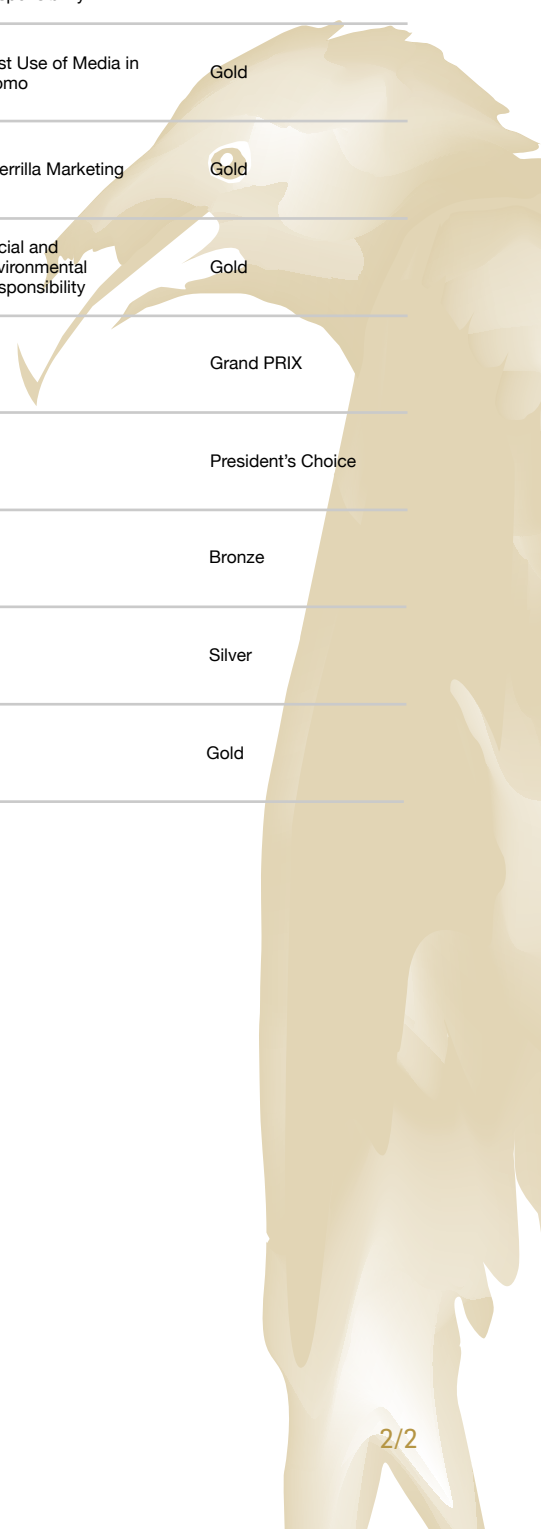 st Use of Media in
omo
Gold
errilla Marketing
Gold
cial and
vironmental
sponsibility
Gold
Grand PRIX
President's Choice
Bronze
Silver
Gold
2/2